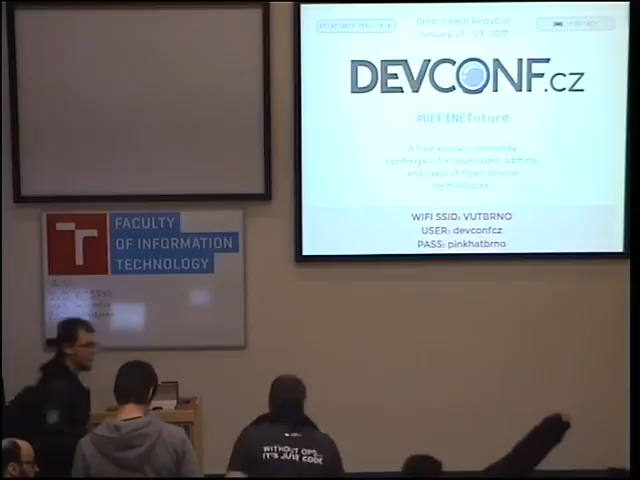 Brno, Czech Republic
January 27 - 29, 2017
DEVCONF.cz
#DEFINEfuture
A free annual community
conference for developers, admins,
and users of Open Source
technologies.
WIFI SSID: VUTBRNO
USER: devconfcz
PASS: pinkhatbrno
FACULTY
OF INFORMATION
TECHNOLOGY
WITHOUT OPS...
IT'S JUST CODE